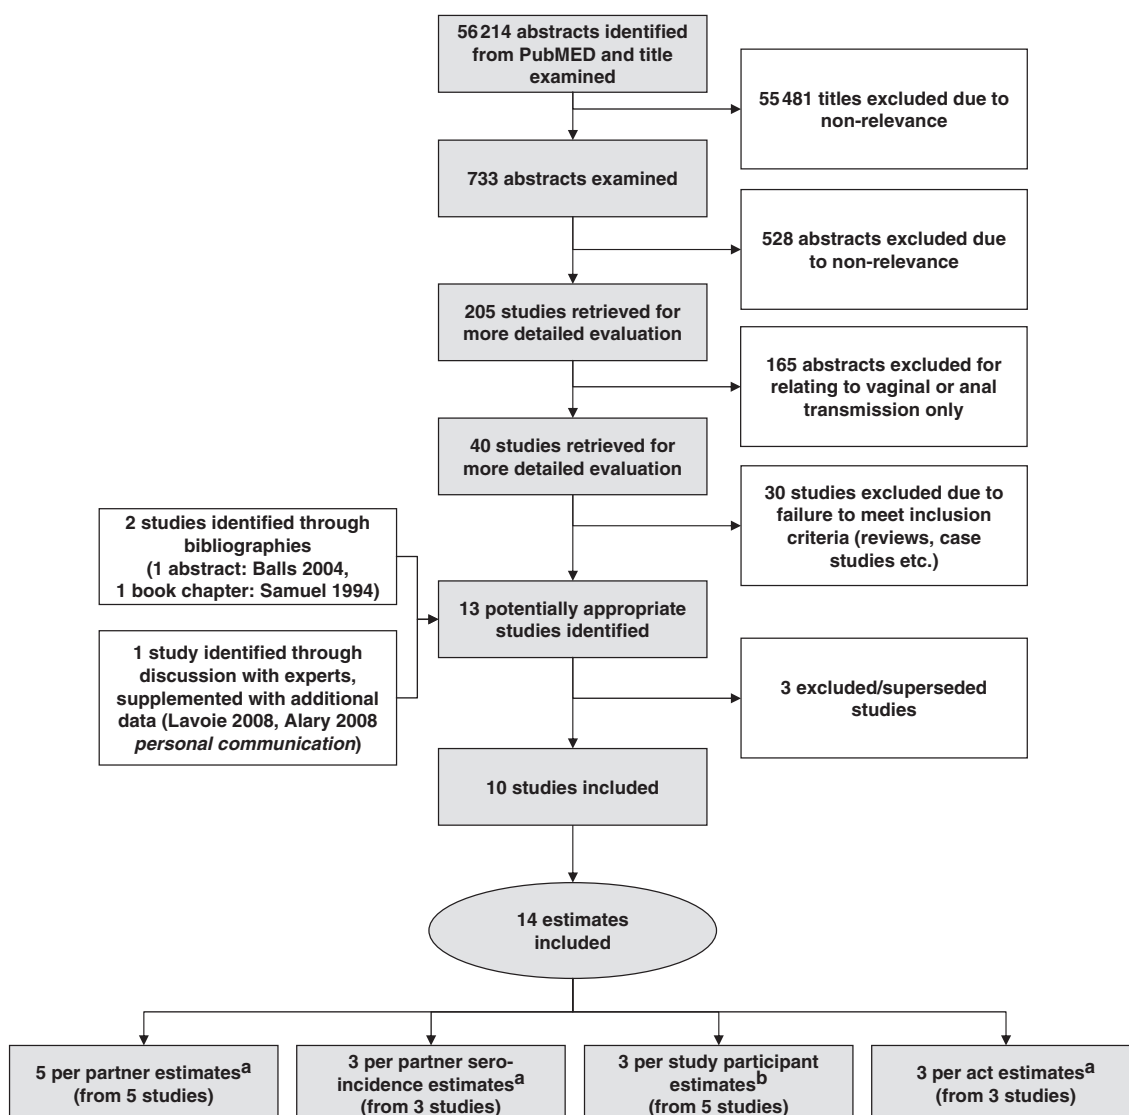 56 214 abstracts identified
from PubMED and title
examined
55 481 titles excluded due to
non-relevance
733 abstracts examined
528 abstracts excluded due
to non-relevance
205 studies retrieved for
more detailed evaluation
165 abstracts excluded for
relating to vaginal or anal
transmission only
40 studies retrieved for
more detailed evaluation
30 studies excluded due to
failure to meet inclusion
criteria (reviews, case
studies etc.)
2 studies identified through
bibliographies
(1 abstract: Balls 2004,
1 book chapter: Samuel 1994)
13 potentially appropriate
studies identified
1 study identified through
discussion with experts,
supplemented with additional
data (Lavoie 2008, Alary 2008
personal communication)
3 excluded/superseded
studies
10 studies included
14 estimates
included
5 per partner estimatesa
(from 5 studies)
3 per partner sero-
incidence estimatesa
(from 3 studies)
3 per study participant
estimatesb
(from 5 studies)
3 per act estimatesa
(from 3 studies)